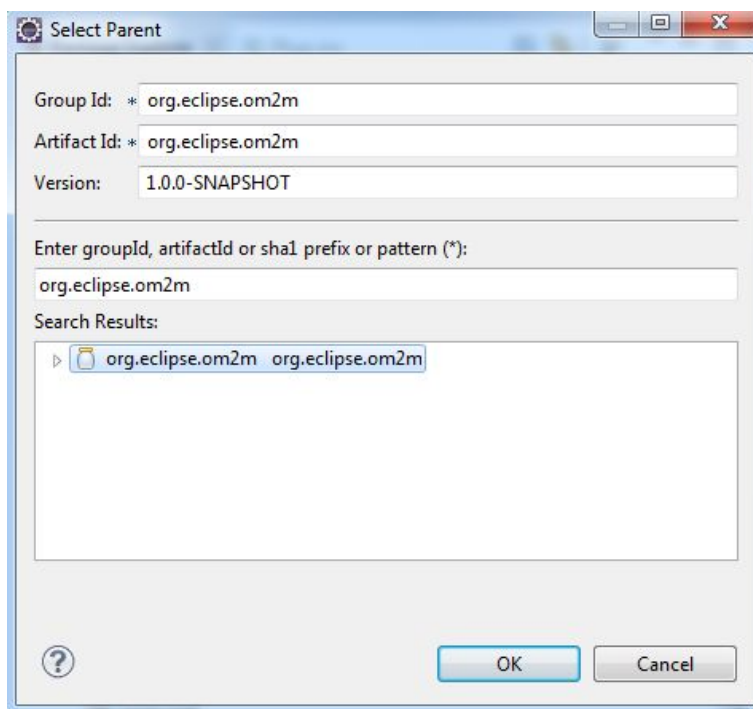 Select Parent
Group Id: * org.eclipse.om2m
Artifact Id: * org.eclipse.om2m
Version: 1.0.0-SNAPSHOT
Enter groupId, artifactId or sha1 prefix or pattern (*):
org.eclipse.om2m
Search Results:
org.eclipse.om2m org.eclipse.om2m
? OK Cancel